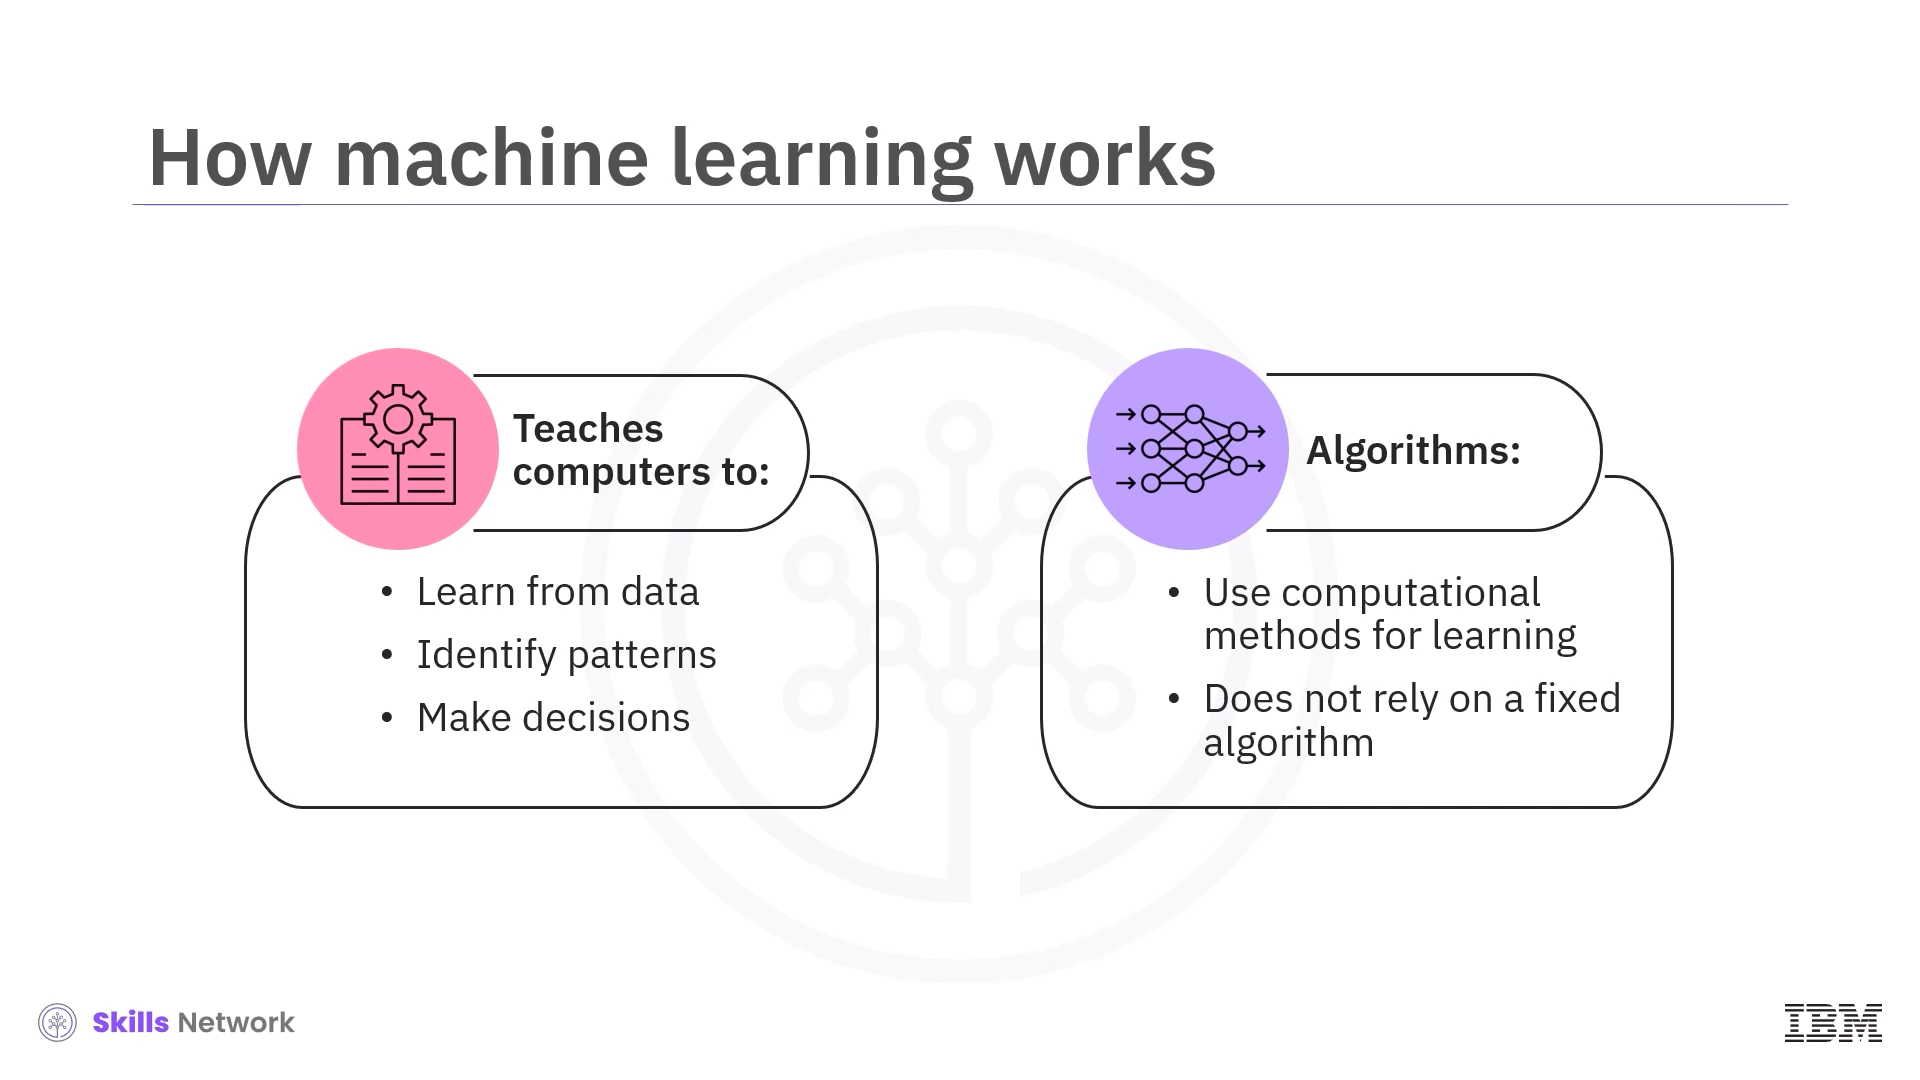 How machine learning works
Teaches
computers to:
• Learn from data
• Identify patterns
• Make decisions
Algorithms:
• Use computational
methods for learning
• Does not rely on a fixed
algorithm
Skills Network
IBM